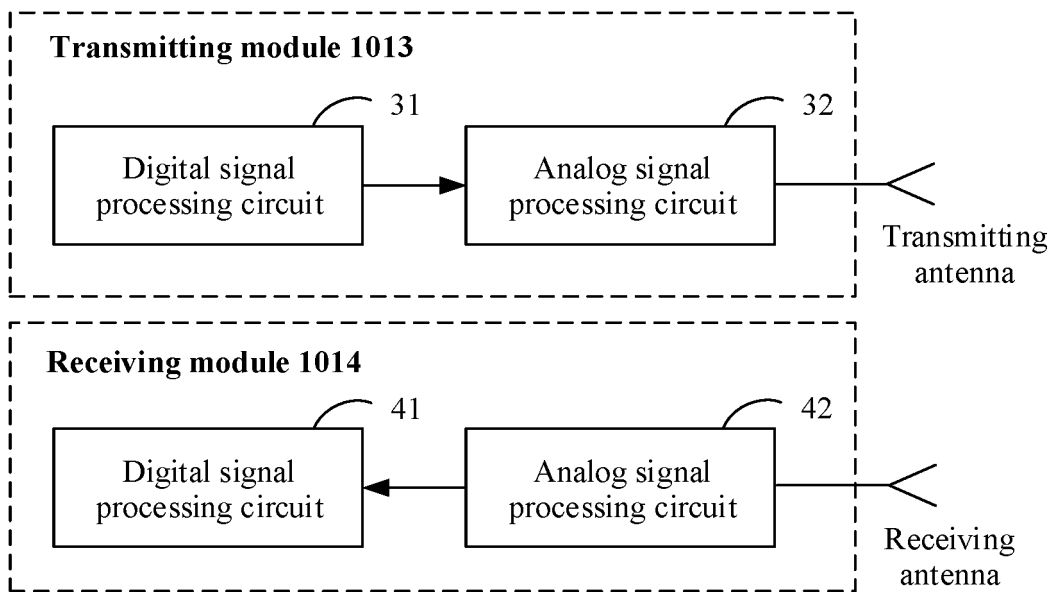 Transmitting module 1013
31
32
Digital signal
processing circuit
Analog signal
processing circuit
Transmitting
antenna
Receiving module 1014
41
42
Digital signal
processing circuit
Analog signal
processing circuit
Receiving
antenna